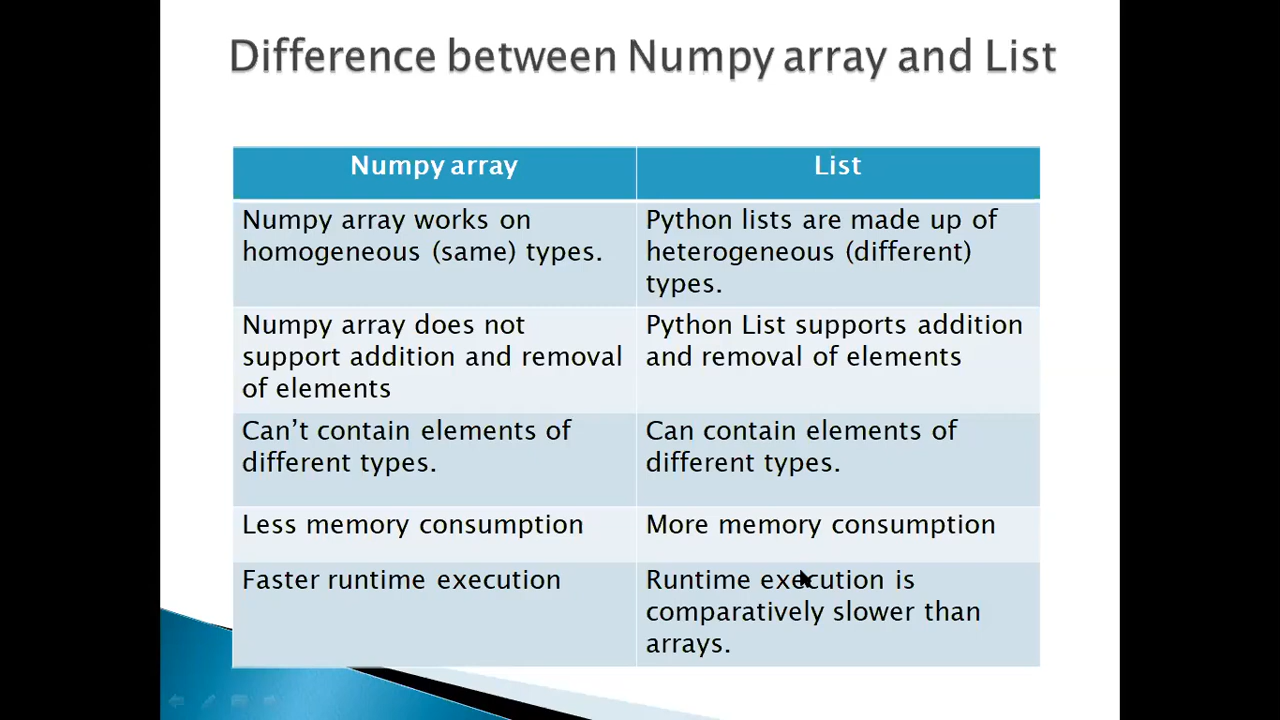 Difference between Numpy array and List
Numpy array
List
Numpy array works on
homogeneous (same) types.
Python lists are made up of
heterogeneous (different)
types.
Numpy array does not
support addition and removal
of elements
Python List supports addition
and removal of elements
Can’t contain elements of
different types.
Can contain elements of
different types.
Less memory consumption
More memory consumption
Faster runtime execution
Runtime execution is
comparatively slower than
arrays.